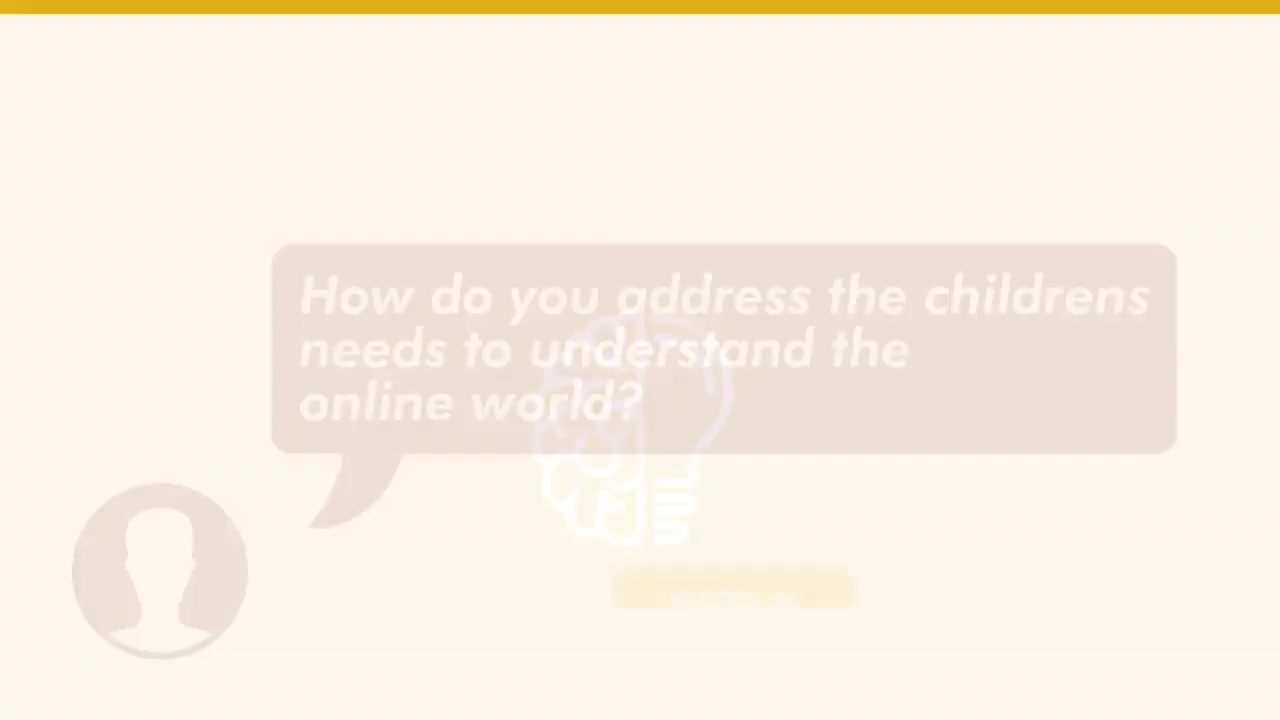 How do you address the childrens
needs to understand the
online world?